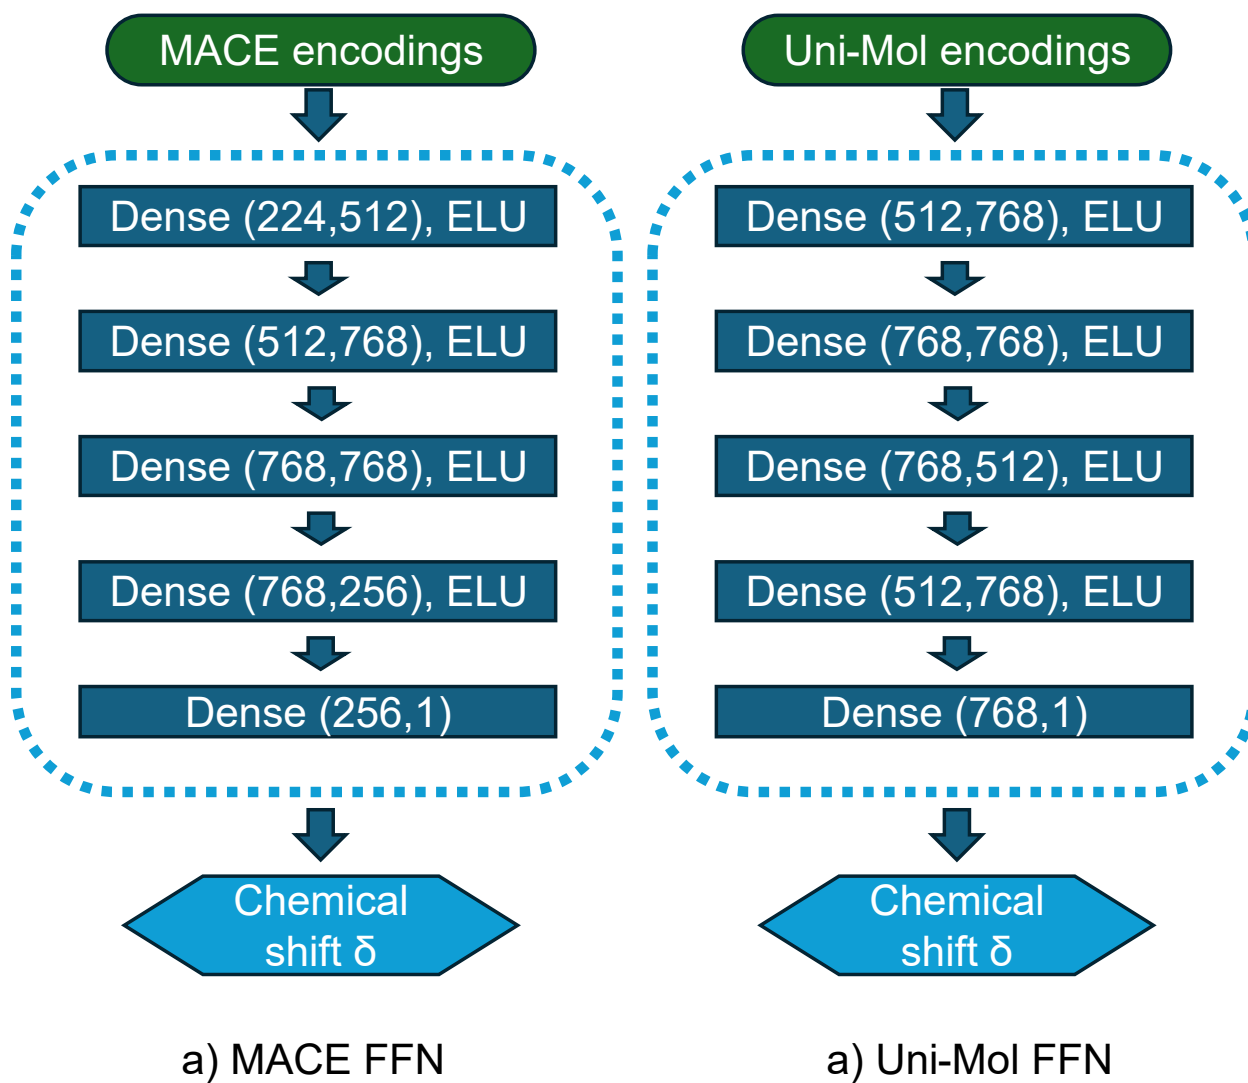 MACE encodings
Dense (224,512), ELU
Dense (512,768), ELU
Dense (768,768), ELU
Dense (768,256), ELU
Dense (256,1)
Chemical
shift δ
a) MACE FFN
Uni-Mol encodings
Dense (512,768), ELU
Dense (768,768), ELU
Dense (768,512), ELU
Dense (512,768), ELU
Dense (768,1)
Chemical
shift δ
a) Uni-Mol FFN